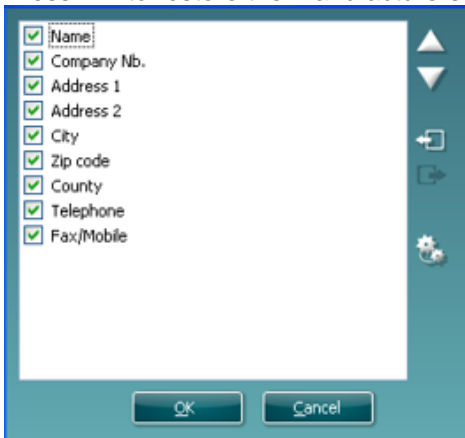 Name
Company Nb.
Address 1
Address 2
City
Zip code
County
Telephone
Fax/Mobile
OK
Cancel